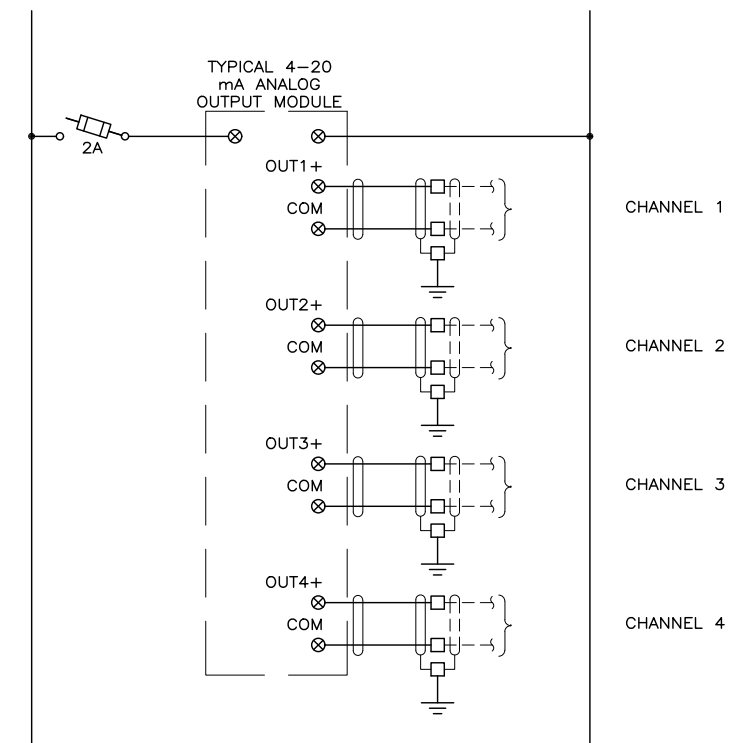 TYPICAL 4-20
mA ANALOG
OUTPUT MODULE
2A
OUT1+
COM
CHANNEL 1
OUT2+
COM
CHANNEL 2
OUT3+
COM
CHANNEL 3
OUT4+
COM
CHANNEL 4